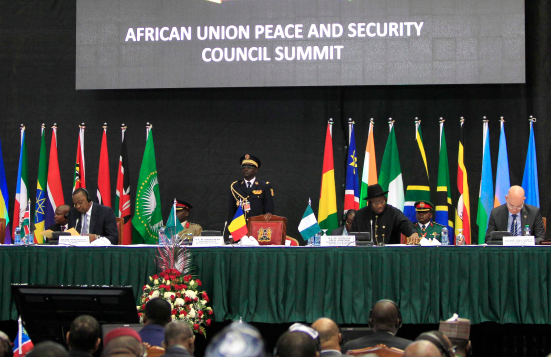 AFRICAN UNION PEACE AND SECURITY
COUNCIL SUMMIT